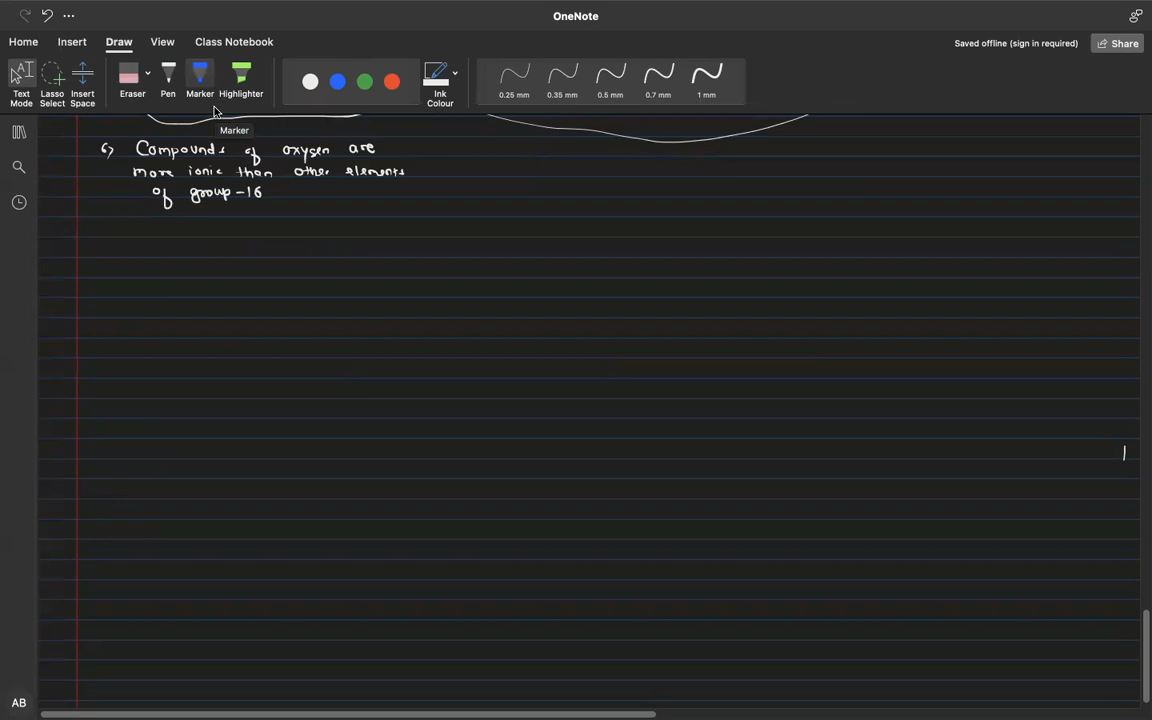 OneNote
Home Insert Draw View Class Notebook
Saved offline (sign in required) Share
Text Mode
Lasso Select
Insert Space
Eraser
Pen
Marker
Highlighter
Ink Colour
0.25 mm 0.35 mm 0.5 mm 0.7 mm 1 mm
Marker
6) Compounds of oxygen are
more ionic than other elements
of group-16
AB